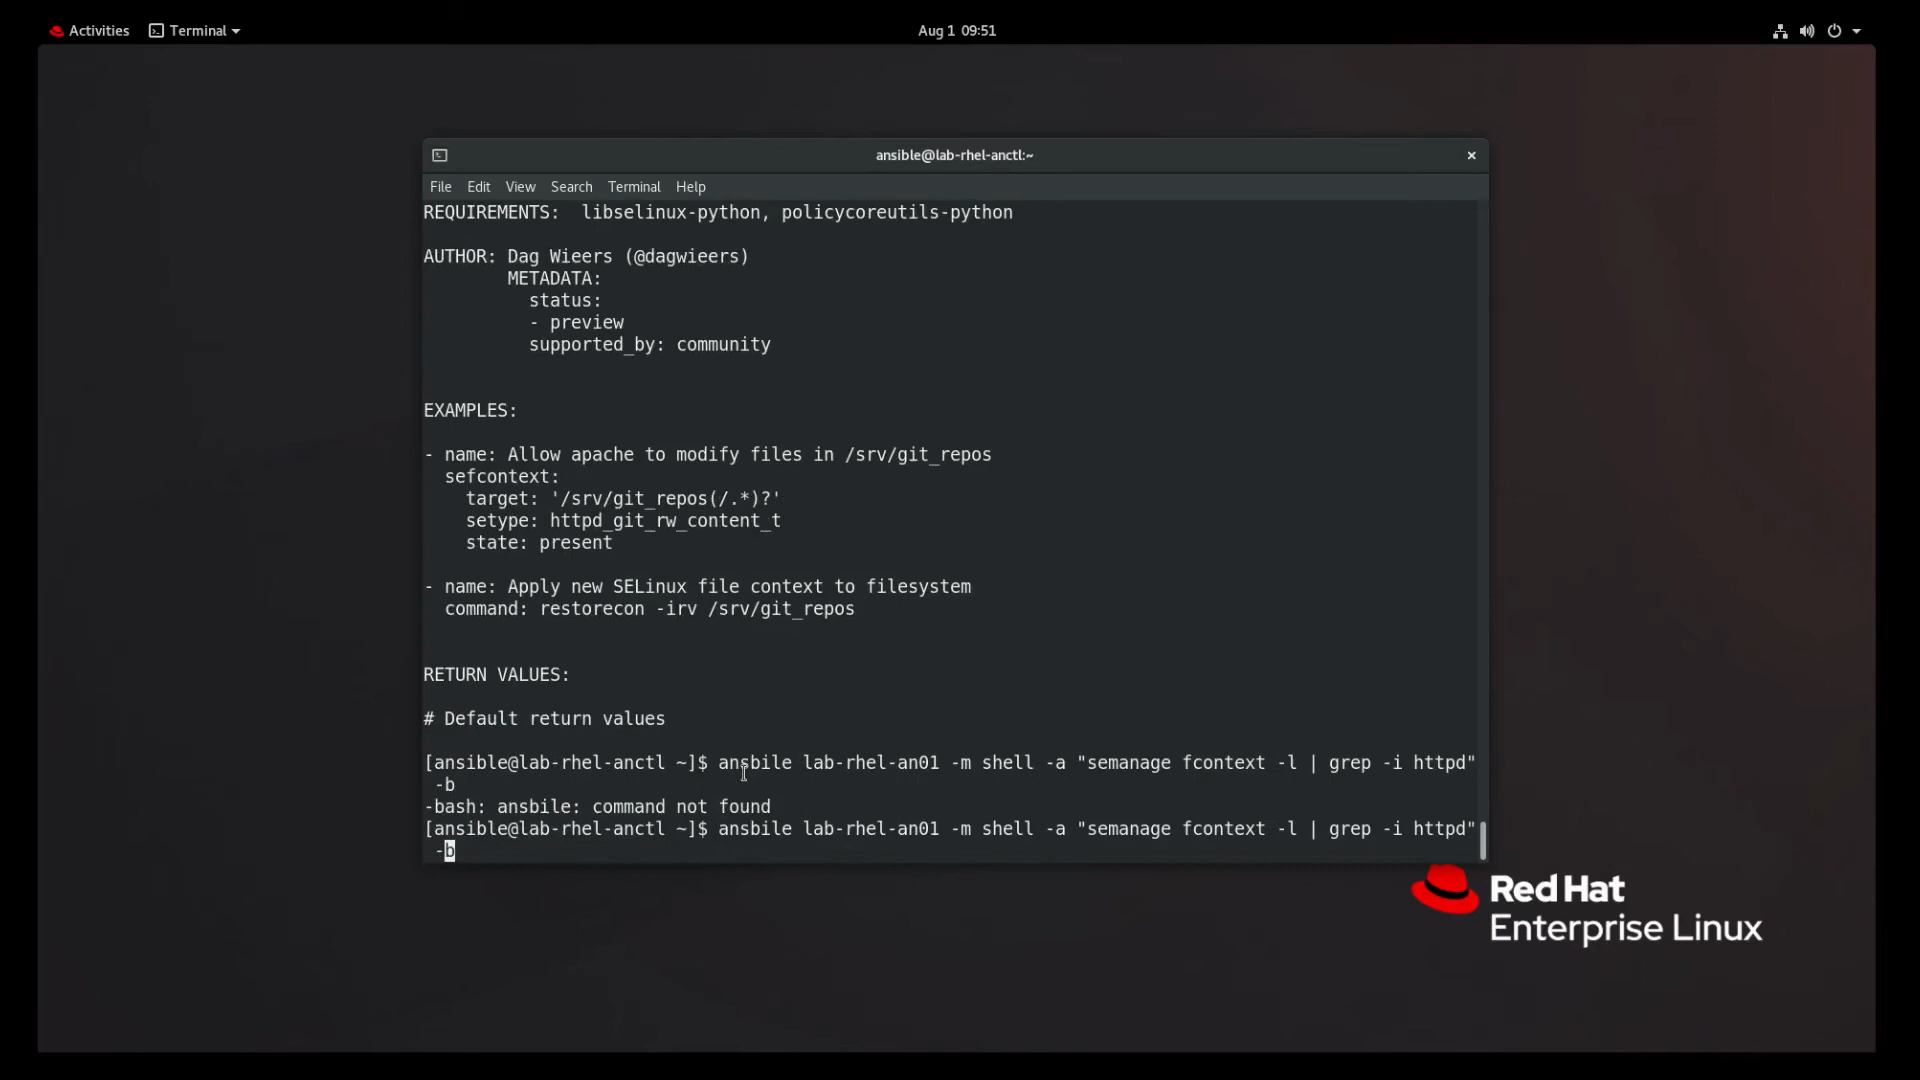 Activities
Terminal
Aug 1 09:51
ansible@lab-rhel-anctl:~
File Edit View Search Terminal Help
REQUIREMENTS:  libselinux-python, policycoreutils-python
AUTHOR: Dag Wieers (@dagwieers)
METADATA:
status:
- preview
supported_by: community
EXAMPLES:
- name: Allow apache to modify files in /srv/git_repos
sefcontext:
target: '/srv/git_repos(/.*)?'
setype: httpd_git_rw_content_t
state: present
- name: Apply new SELinux file context to filesystem
command: restorecon -irv /srv/git_repos
RETURN VALUES:
# Default return values
[ansible@lab-rhel-anctl ~]$ ansbile lab-rhel-an01 -m shell -a "semanage fcontext -l | grep -i httpd"
-b
-bash: ansbile: command not found
[ansible@lab-rhel-anctl ~]$ ansbile lab-rhel-an01 -m shell -a "semanage fcontext -l | grep -i httpd"
-b
Red Hat
Enterprise Linux